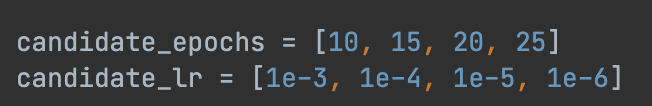 candidate_epochs = [10, 15, 20, 25]
candidate_lr = [1e-3, 1e-4, 1e-5, 1e-6]